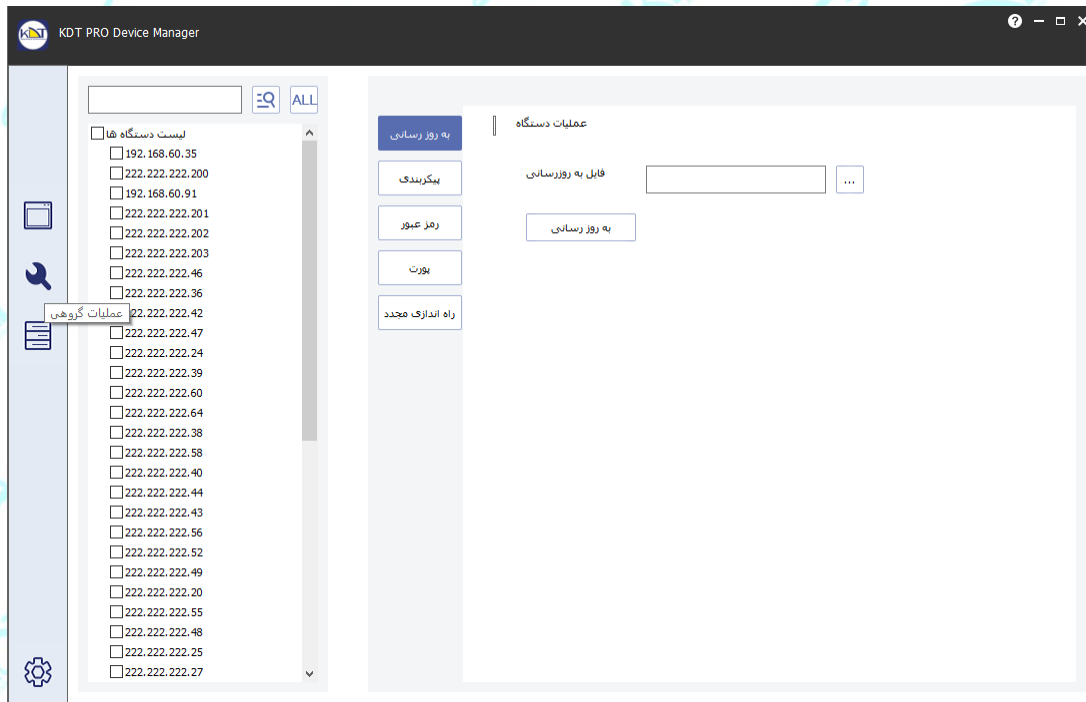 KDT
KDT PRO Device Manager
ALL
لیست دستگاه ها
192.168.60.35
222.222.222.200
192.168.60.91
222.222.222.201
222.222.222.202
222.222.222.203
222.222.222.46
222.222.222.36
22.222.42
222.222.222.47
222.222.222.24
222.222.222.39
222.222.222.60
222.222.222.64
222.222.222.38
222.222.222.58
222.222.222.40
222.222.222.44
222.222.222.43
222.222.222.56
222.222.222.52
222.222.222.49
222.222.222.20
222.222.222.55
222.222.222.48
222.222.222.25
222.222.222.27
عملیات گروهی
به روز رسانی
پیکربندی
رمز عبور
پورت
راه اندازی مجدد
عملیات دستگاه
فایل به روزرسانی
...
به روز رسانی